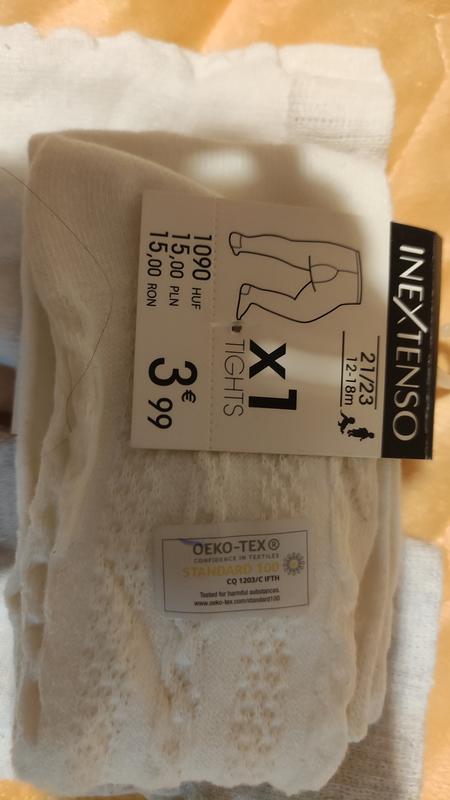 INEXTENSO
21/23
12-18m
X1
TIGHTS
1090 HUF
15,00 PLN
15,00 RON
3€99
OEKO-TEX®
CONFIDENCE IN TEXTILES
STANDARD 100
CQ 1203/C IFTH
Tested for harmful substances.
www.oeko-tex.com/standard100